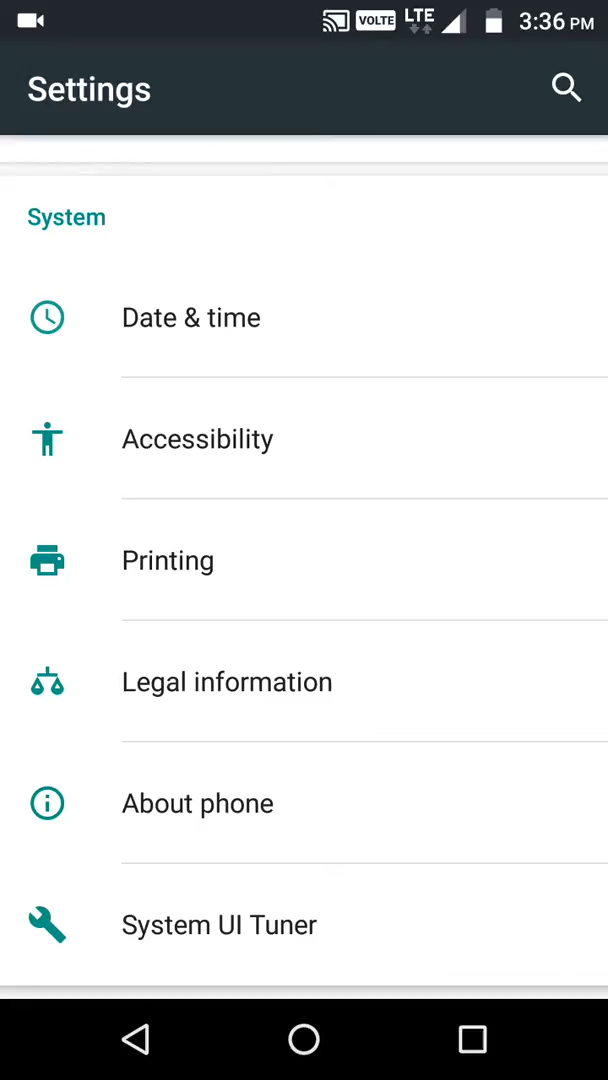 VOLTE LTE 3:36 PM
Settings
System
Date & time
Accessibility
Printing
Legal information
About phone
System UI Tuner